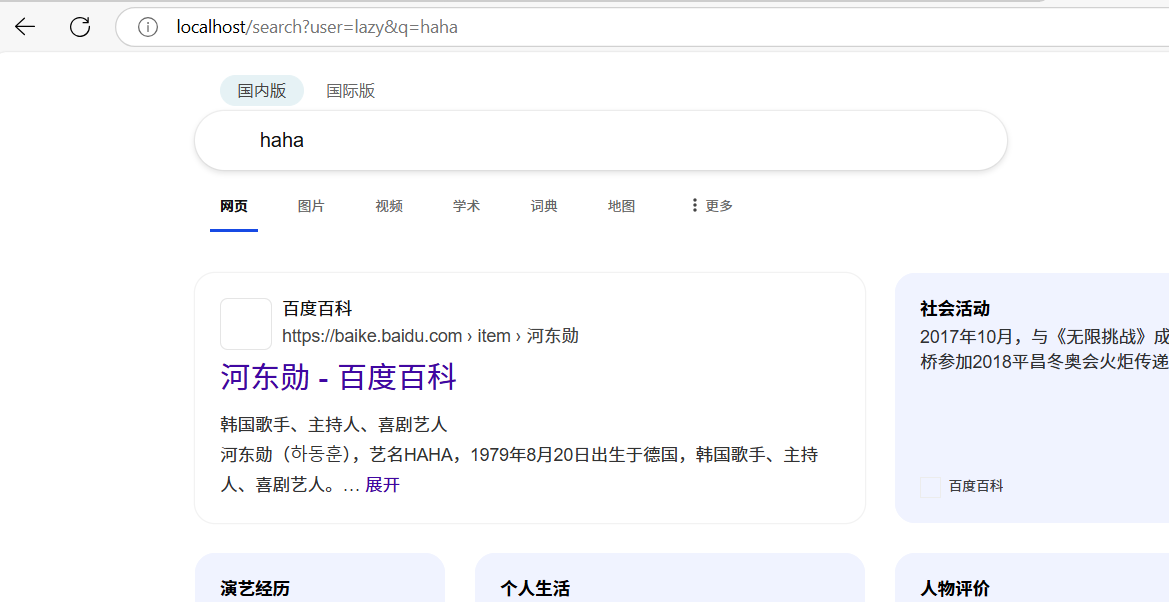 localhost/search?user=lazy&q=haha
国内版 国际版
haha
网页 图片 视频 学术 词典 地图 更多
百度百科
https://baike.baidu.com › item › 河东勋
河东勋 - 百度百科
韩国歌手、主持人、喜剧艺人
河东勋（하동훈），艺名HAHA，1979年8月20日出生于德国，韩国歌手、主持
人、喜剧艺人。… 展开
社会活动
2017年10月，与《无限挑战》成
桥参加2018平昌冬奥会火炬传递
百度百科
演艺经历 个人生活 人物评价